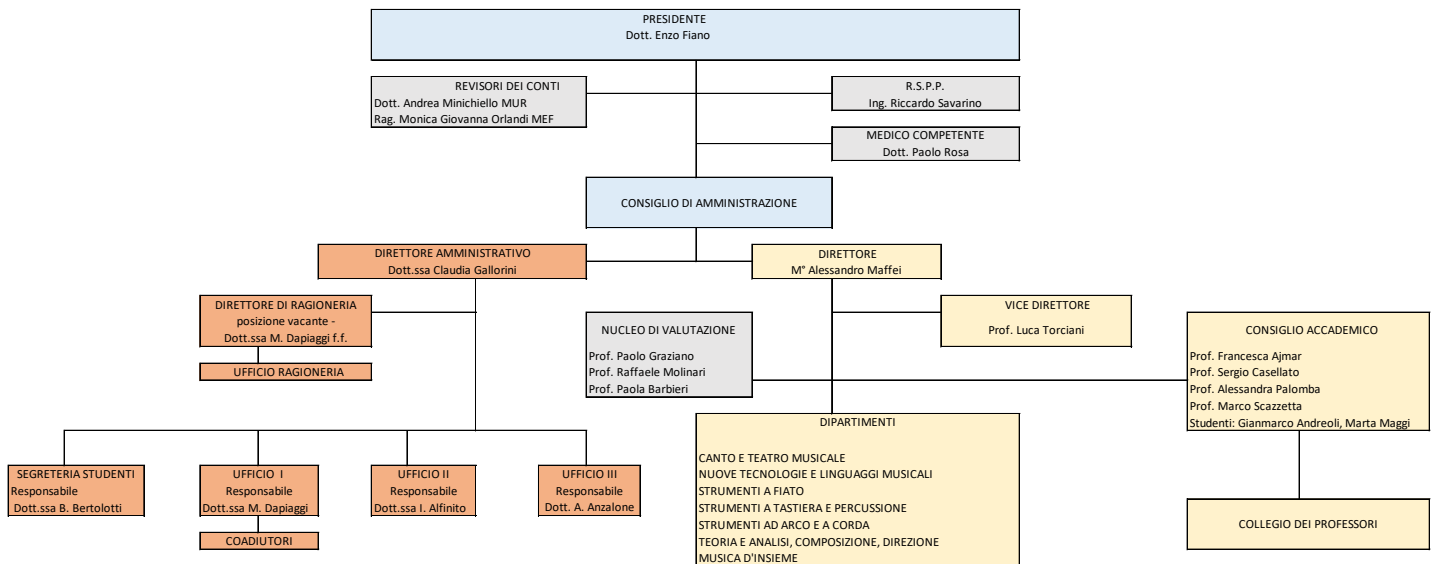 PRESIDENTE
Dott. Enzo Fiano
REVISORI DEI CONTI
Dott. Andrea Minichiello MUR
Rag. Monica Giovanna Orlandi MEF
R.S.P.P.
Ing. Riccardo Savarino
MEDICO COMPETENTE
Dott. Paolo Rosa
CONSIGLIO DI AMMINISTRAZIONE
DIRETTORE AMMINISTRATIVO
Dott.ssa Claudia Gallorini
DIRETTORE
M° Alessandro Maffei
DIRETTORE DI RAGIONERIA
posizione vacante -
Dott.ssa M. Dapiaggi f.f.
UFFICIO RAGIONERIA
NUCLEO DI VALUTAZIONE
Prof. Paolo Graziano
Prof. Raffaele Molinari
Prof. Paola Barbieri
VICE DIRETTORE
Prof. Luca Torciani
CONSIGLIO ACCADEMICO
Prof. Francesca Ajmar
Prof. Sergio Casellato
Prof. Alessandra Palomba
Prof. Marco Scazzetta
Studenti: Gianmarco Andreoli, Marta Maggi
SEGRETERIA STUDENTI
Responsabile
Dott.ssa B. Bertolotti
UFFICIO I
Responsabile
Dott.ssa M. Dapiaggi
COADIUTORI
UFFICIO II
Responsabile
Dott.ssa I. Alfinito
UFFICIO III
Responsabile
Dott. A. Anzalone
DIPARTIMENTI
CANTO E TEATRO MUSICALE
NUOVE TECNOLOGIE E LINGUAGGI MUSICALI
STRUMENTI A FIATO
STRUMENTI A TASTIERA E PERCUSSIONE
STRUMENTI AD ARCO E A CORDA
TEORIA E ANALISI, COMPOSIZIONE, DIREZIONE
MUSICA D'INSIEME
COLLEGIO DEI PROFESSORI